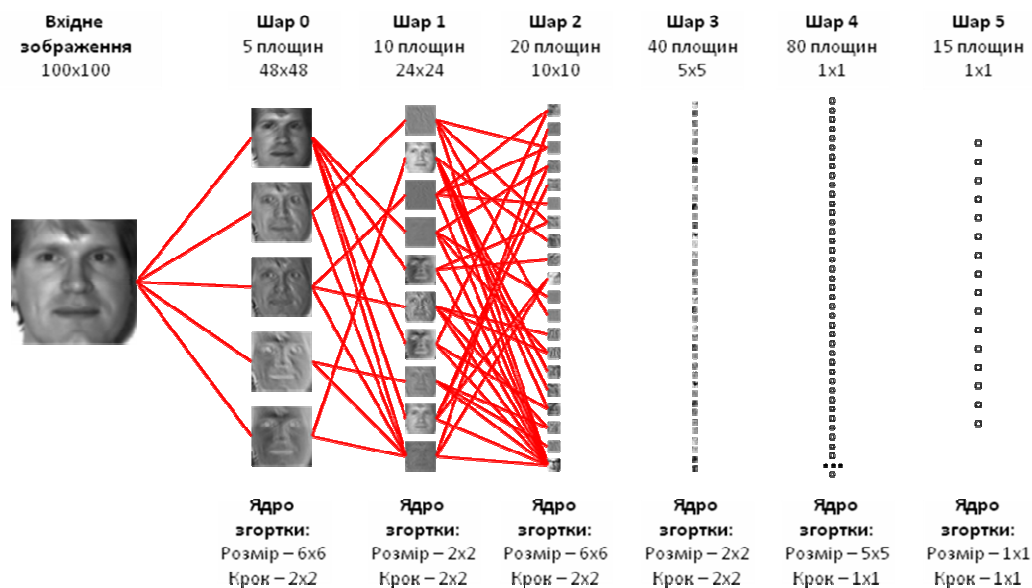 Вхідне
зображення
100x100
Шар 0
5 площин
48x48
Шар 1
10 площин
24x24
Шар 2
20 площин
10x10
Шар 3
40 площин
5x5
Шар 4
80 площин
1x1
Шар 5
15 площин
1x1
Ядро
згортки:
Розмір – 6x6
Крок – 2x2
Ядро
згортки:
Розмір – 2x2
Крок – 2x2
Ядро
згортки:
Розмір – 6x6
Крок – 2x2
Ядро
згортки:
Розмір – 2x2
Крок – 2x2
Ядро
згортки:
Розмір – 5x5
Крок – 1x1
Ядро
згортки:
Розмір – 1x1
Крок – 1x1